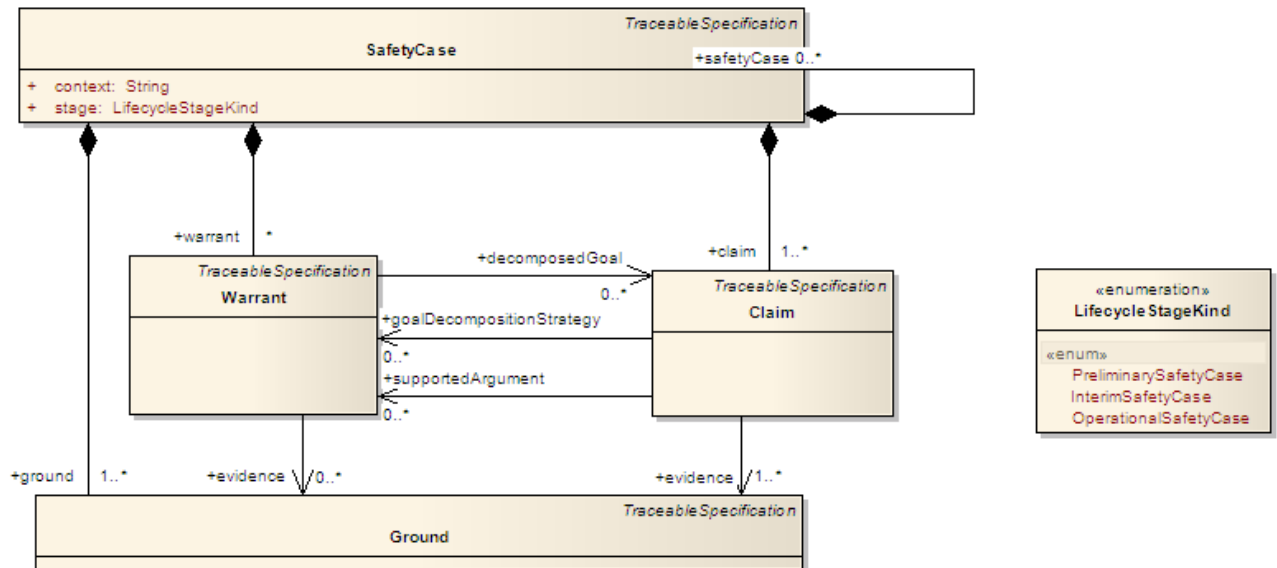 TraceableSpecification
SafetyCase
+safetyCase 0..*
+ context: String
+ stage: LifecycleStageKind
+warrant *
+claim 1..*
TraceableSpecification
Warrant
+decomposedGoal
0..*
TraceableSpecification
Claim
+goalDecompositionStrategy
0..*
+supportedArgument
0..*
«enumeration»
LifecycleStageKind
«enum»
PreliminarySafetyCase
InterimSafetyCase
OperationalSafetyCase
+ground 1..*
+evidence 0..*
+evidence 1..*
TraceableSpecification
Ground